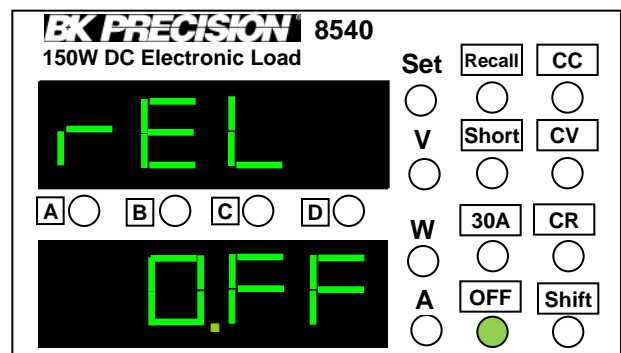 BK PRECISION® 8540
150W DC Electronic Load
Set Recall CC
rEL
V Short CV
A B C D
W 30A CR
0.FF
A OFF Shift